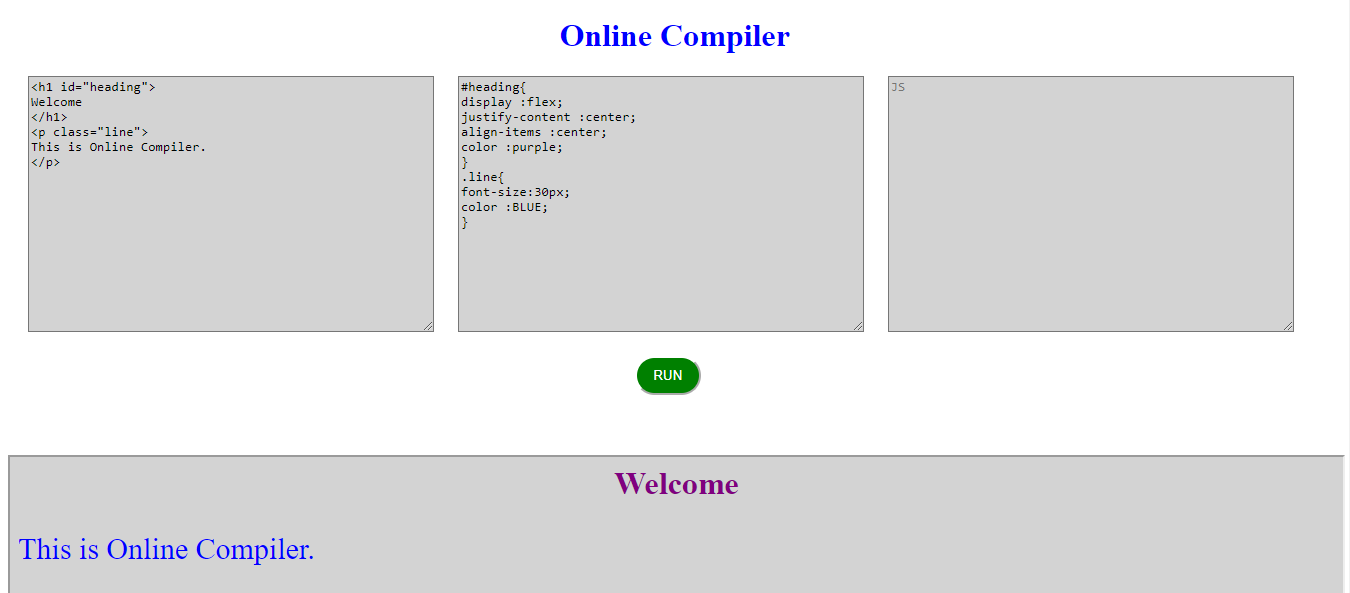 Online Compiler
<h1 id="heading">
Welcome
</h1>
<p class="line">
This is Online Compiler.
</p>
#heading{
display :flex;
justify-content :center;
align-items :center;
color :purple;
}
.line{
font-size:30px;
color :BLUE;
}
JS
RUN
Welcome
This is Online Compiler.